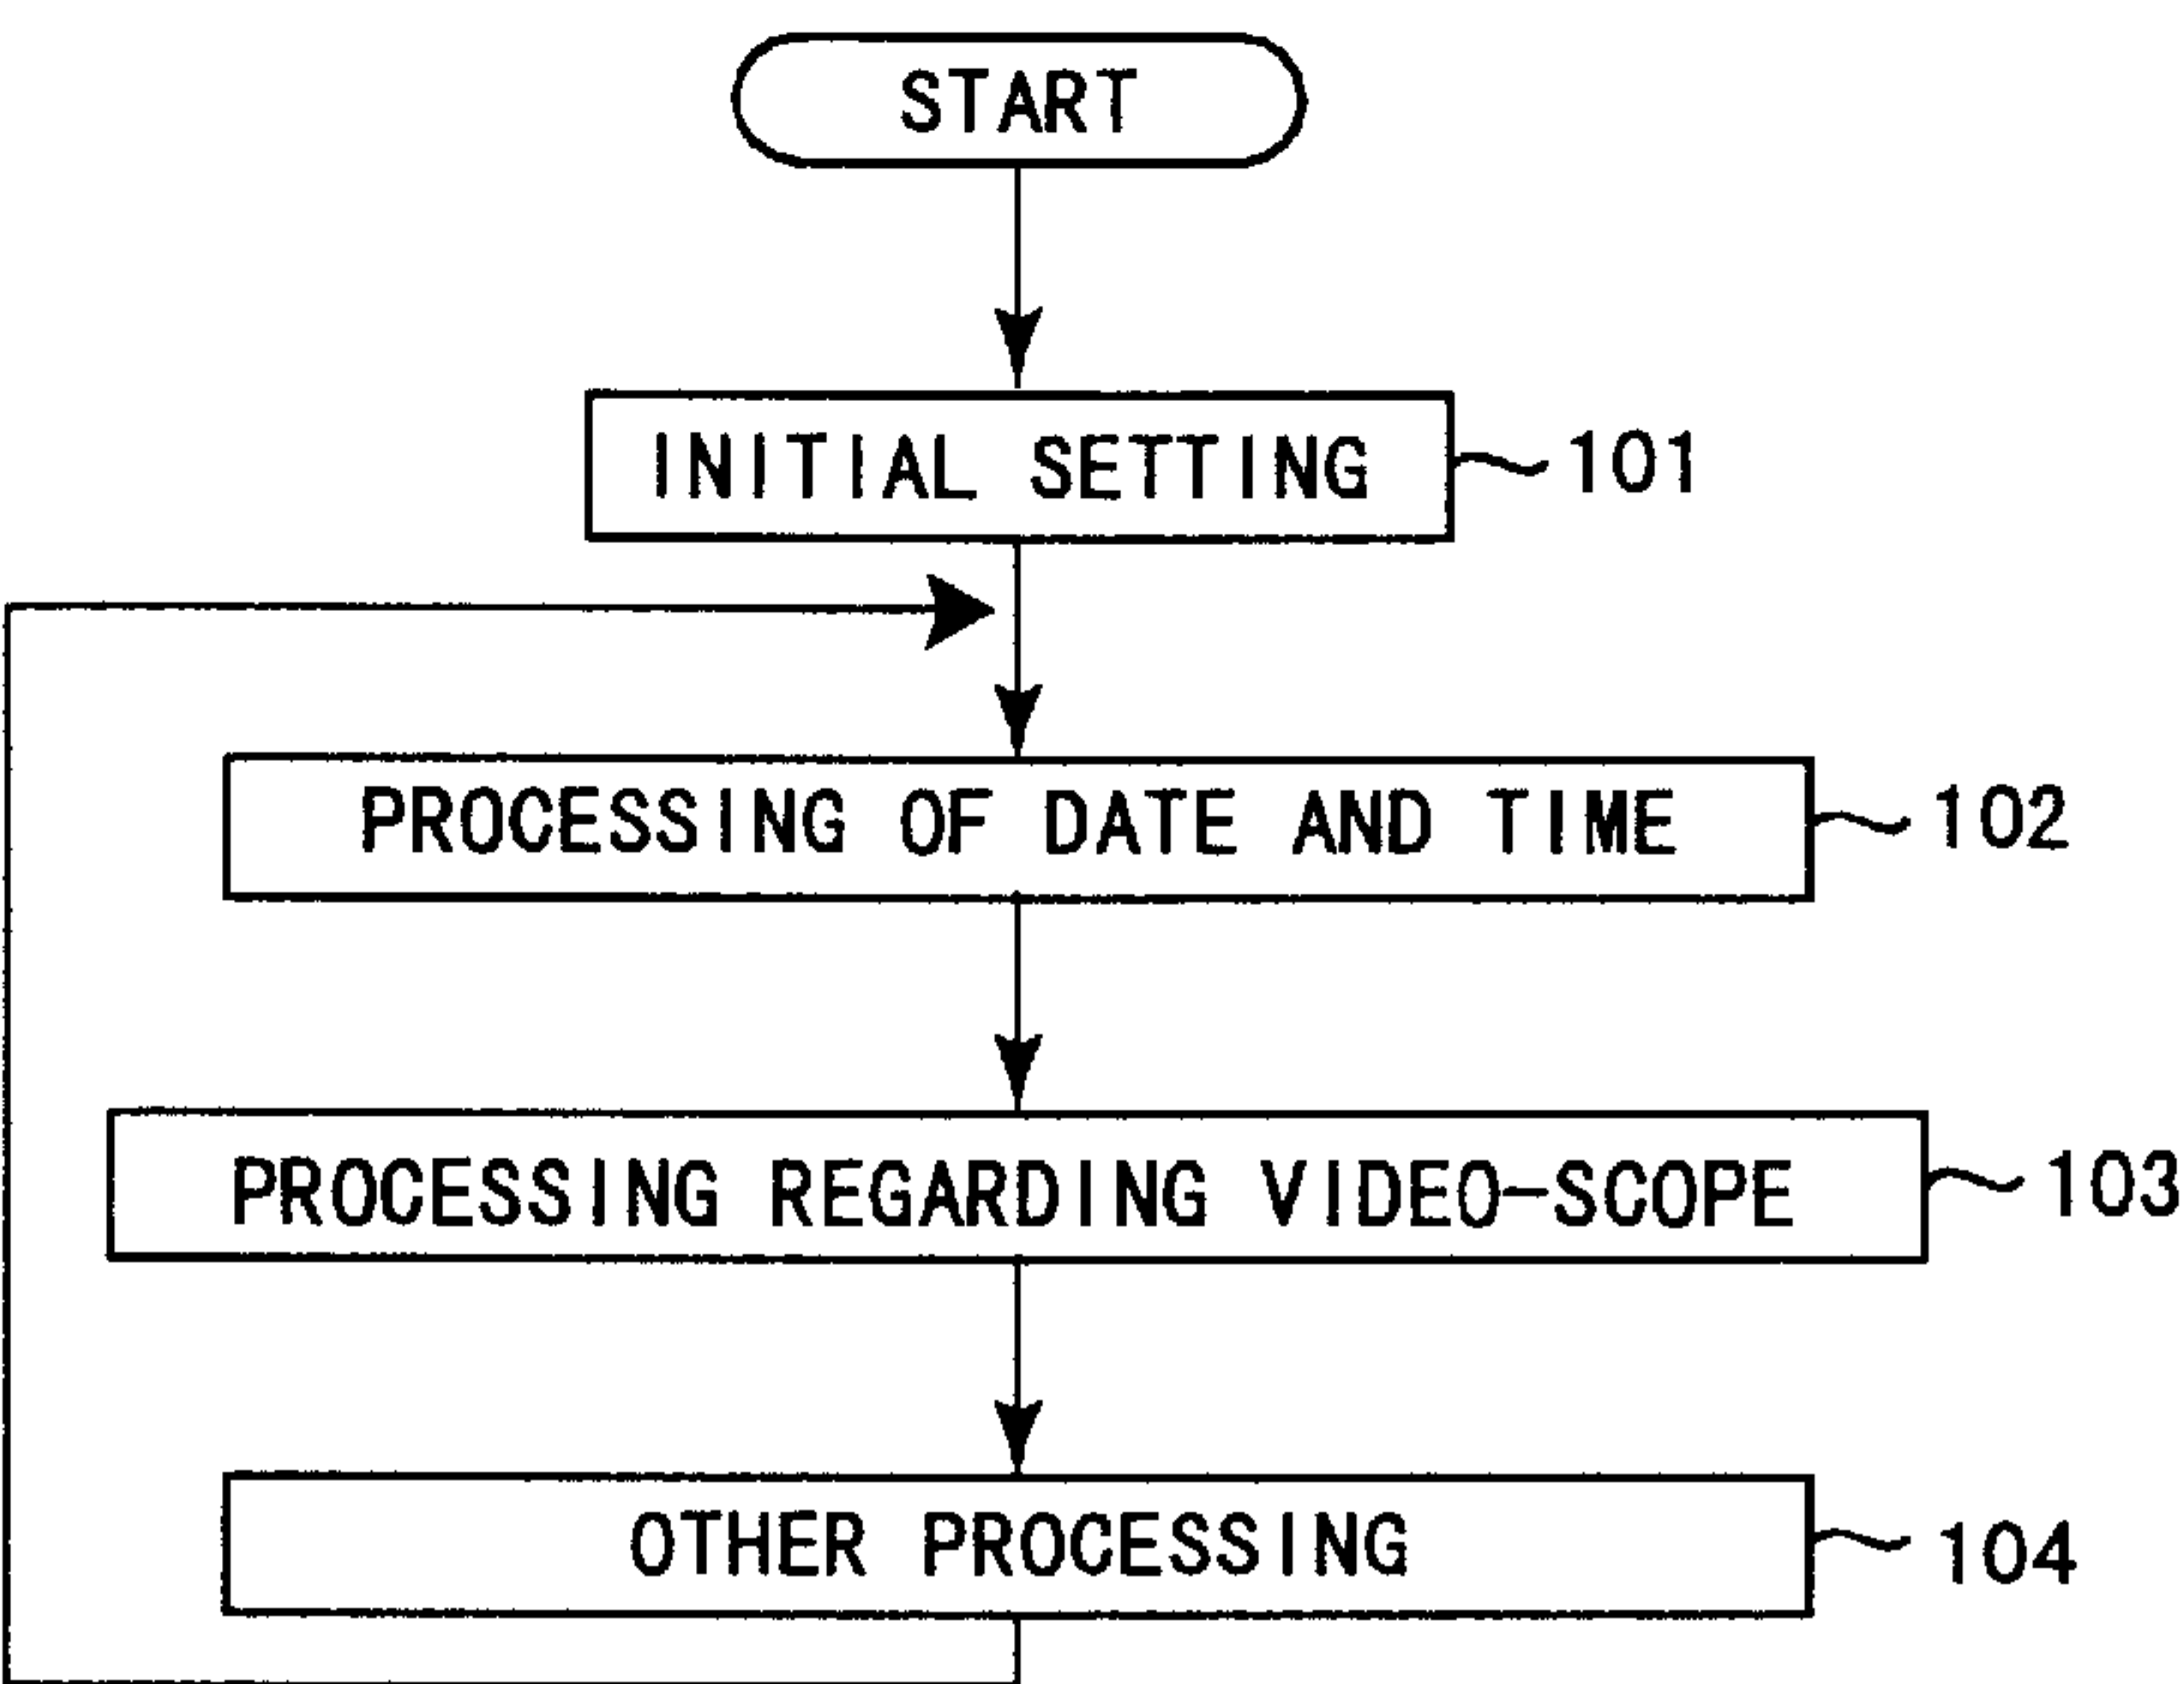 START
INITIAL SETTING 101
PROCESSING OF DATE AND TIME 102
PROCESSING REGARDING VIDEO-SCOPE 103
OTHER PROCESSING 104